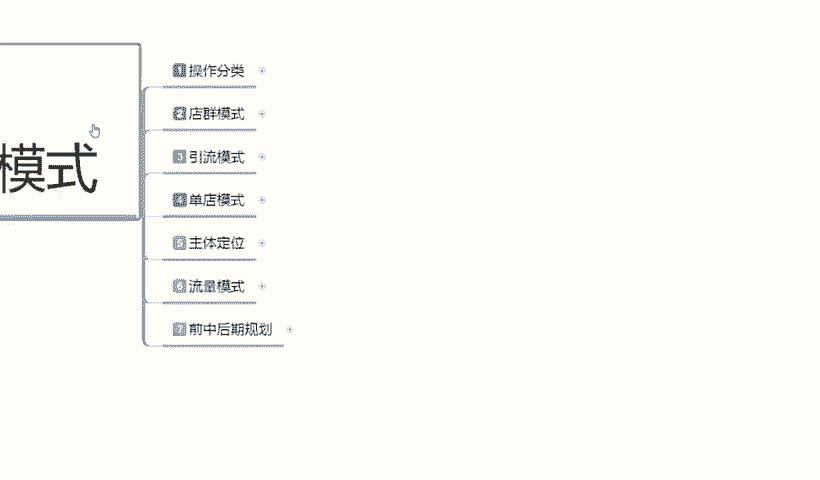 模式
1 操作分类
2 店群模式
3 引流模式
4 单店模式
5 主体定位
6 流量模式
7 前中后期规划